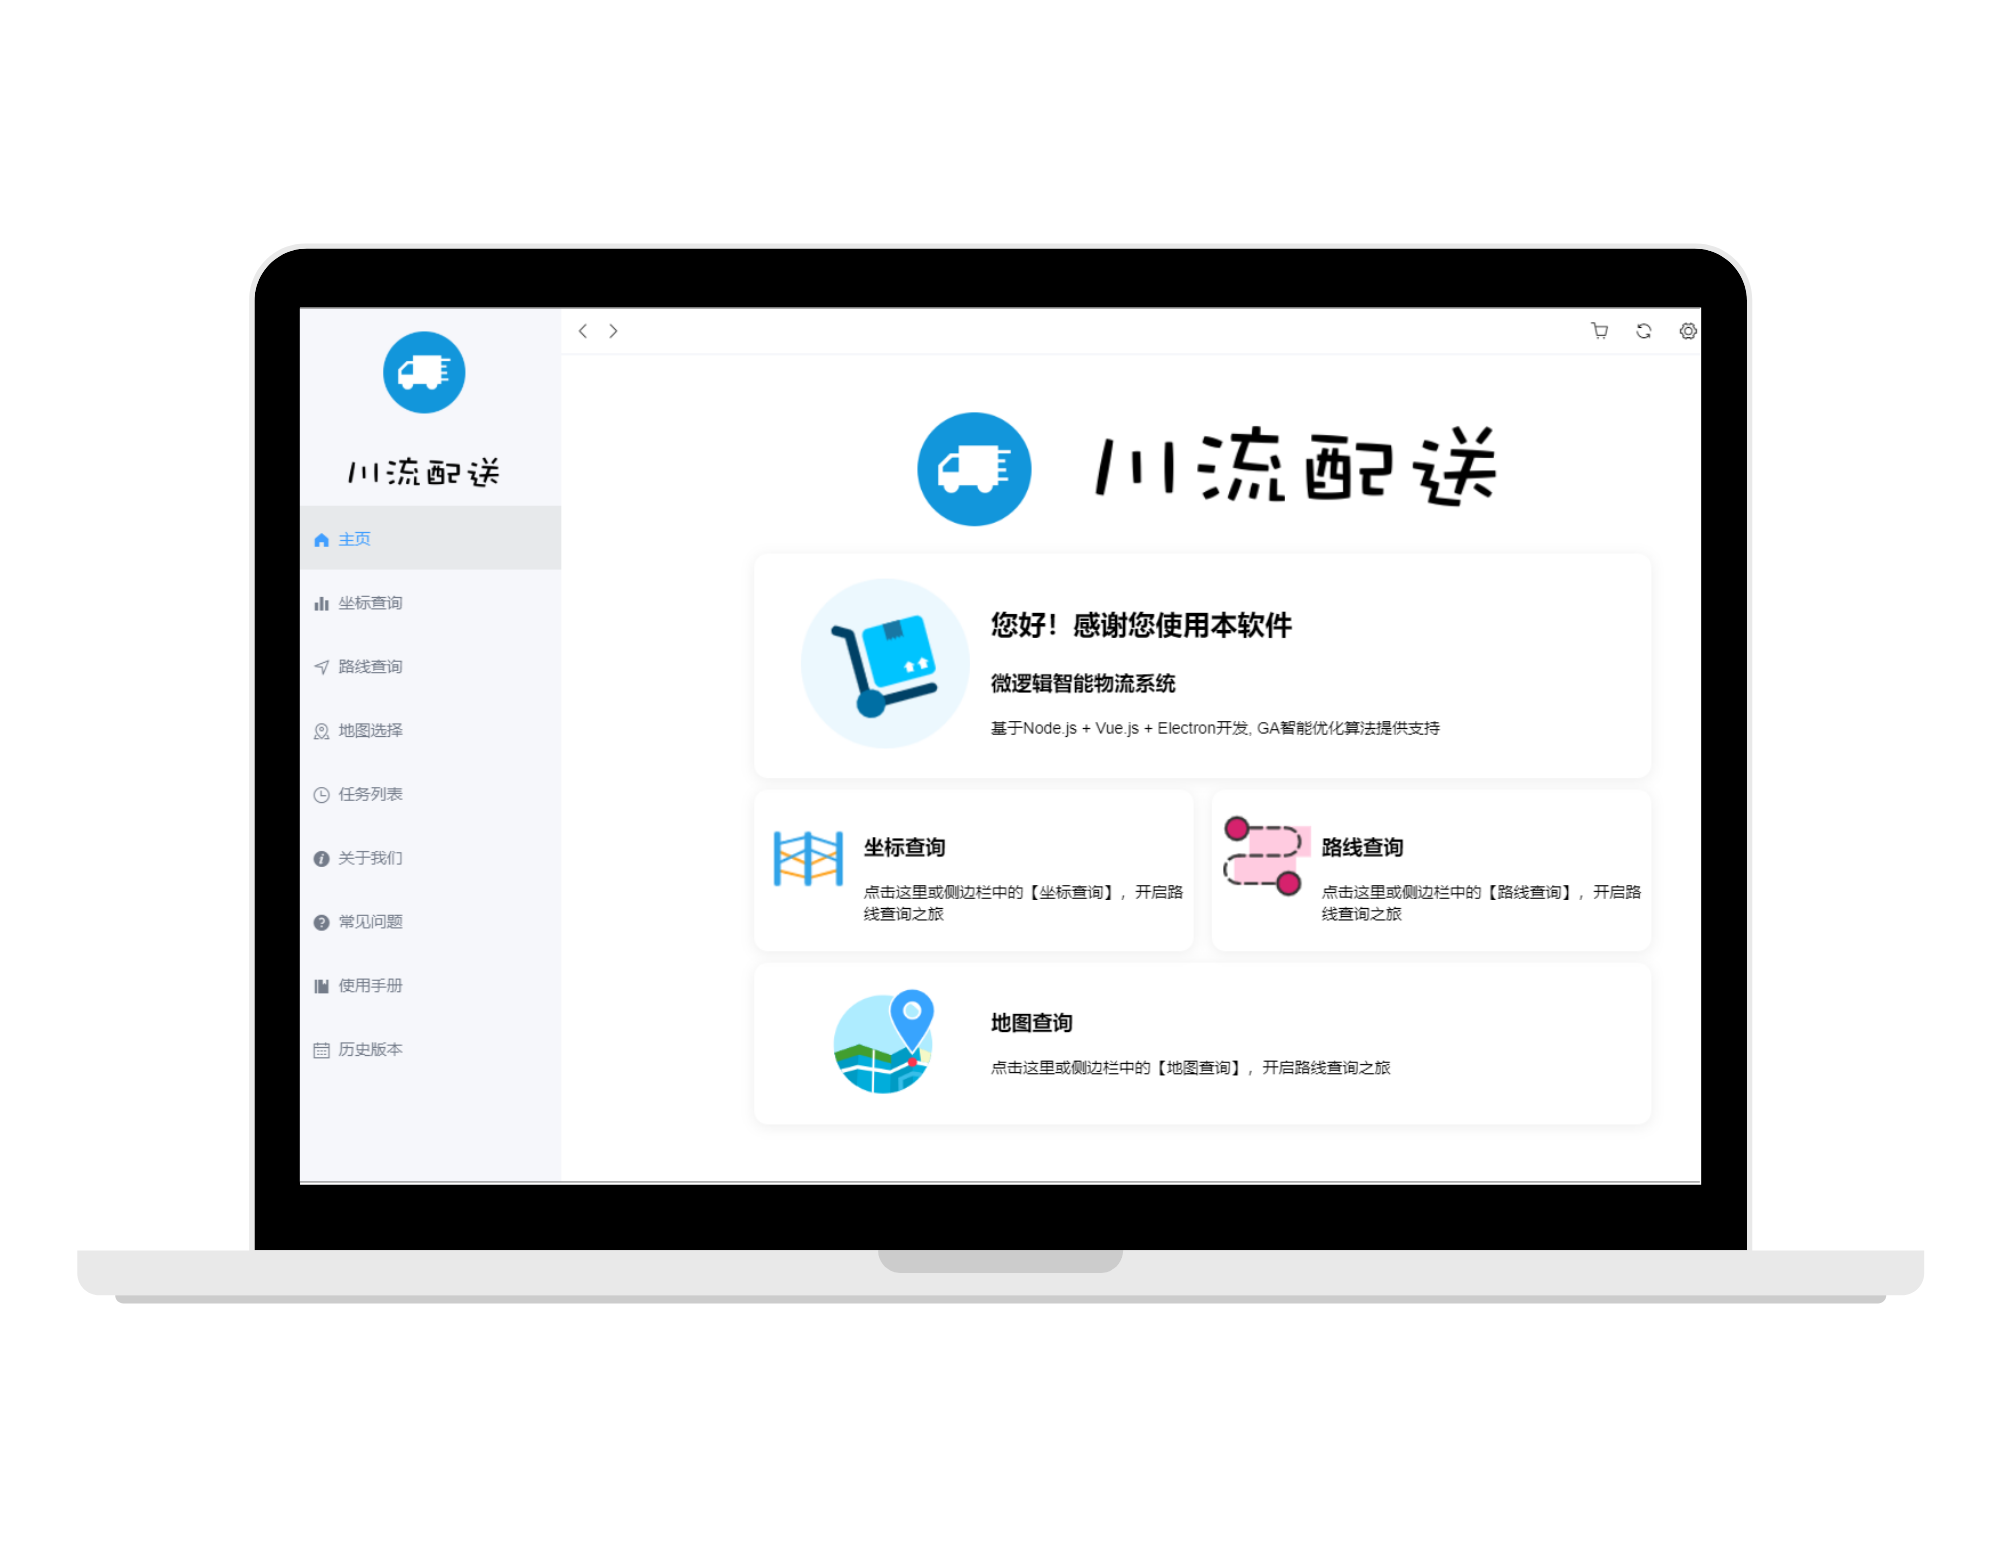 川流配送
主页
坐标查询
路线查询
地图选择
任务列表
关于我们
常见问题
使用手册
历史版本
川流配送
您好！感谢您使用本软件
微逻辑智能物流系统
基于Node.js + Vue.js + Electron开发, GA智能优化算法提供支持
坐标查询
点击这里或侧边栏中的【坐标查询】，开启路
线查询之旅
路线查询
点击这里或侧边栏中的【路线查询】，开启路
线查询之旅
地图查询
点击这里或侧边栏中的【地图查询】，开启路线查询之旅